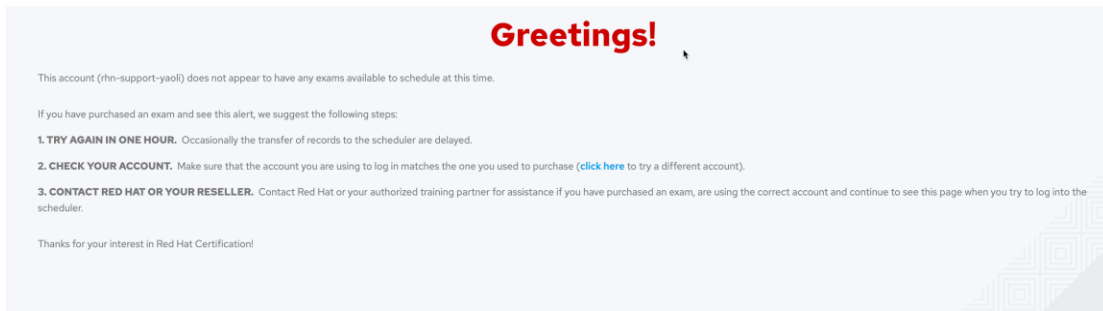 Greetings!
This account (rhn-support-yaoli) does not appear to have any exams available to schedule at this time.
If you have purchased an exam and see this alert, we suggest the following steps:
1. TRY AGAIN IN ONE HOUR. Occasionally the transfer of records to the scheduler are delayed.
2. CHECK YOUR ACCOUNT. Make sure that the account you are using to log in matches the one you used to purchase (click here to try a different account).
3. CONTACT RED HAT OR YOUR RESELLER. Contact Red Hat or your authorized training partner for assistance if you have purchased an exam, are using the correct account and continue to see this page when you try to log into the
scheduler.
Thanks for your interest in Red Hat Certification!